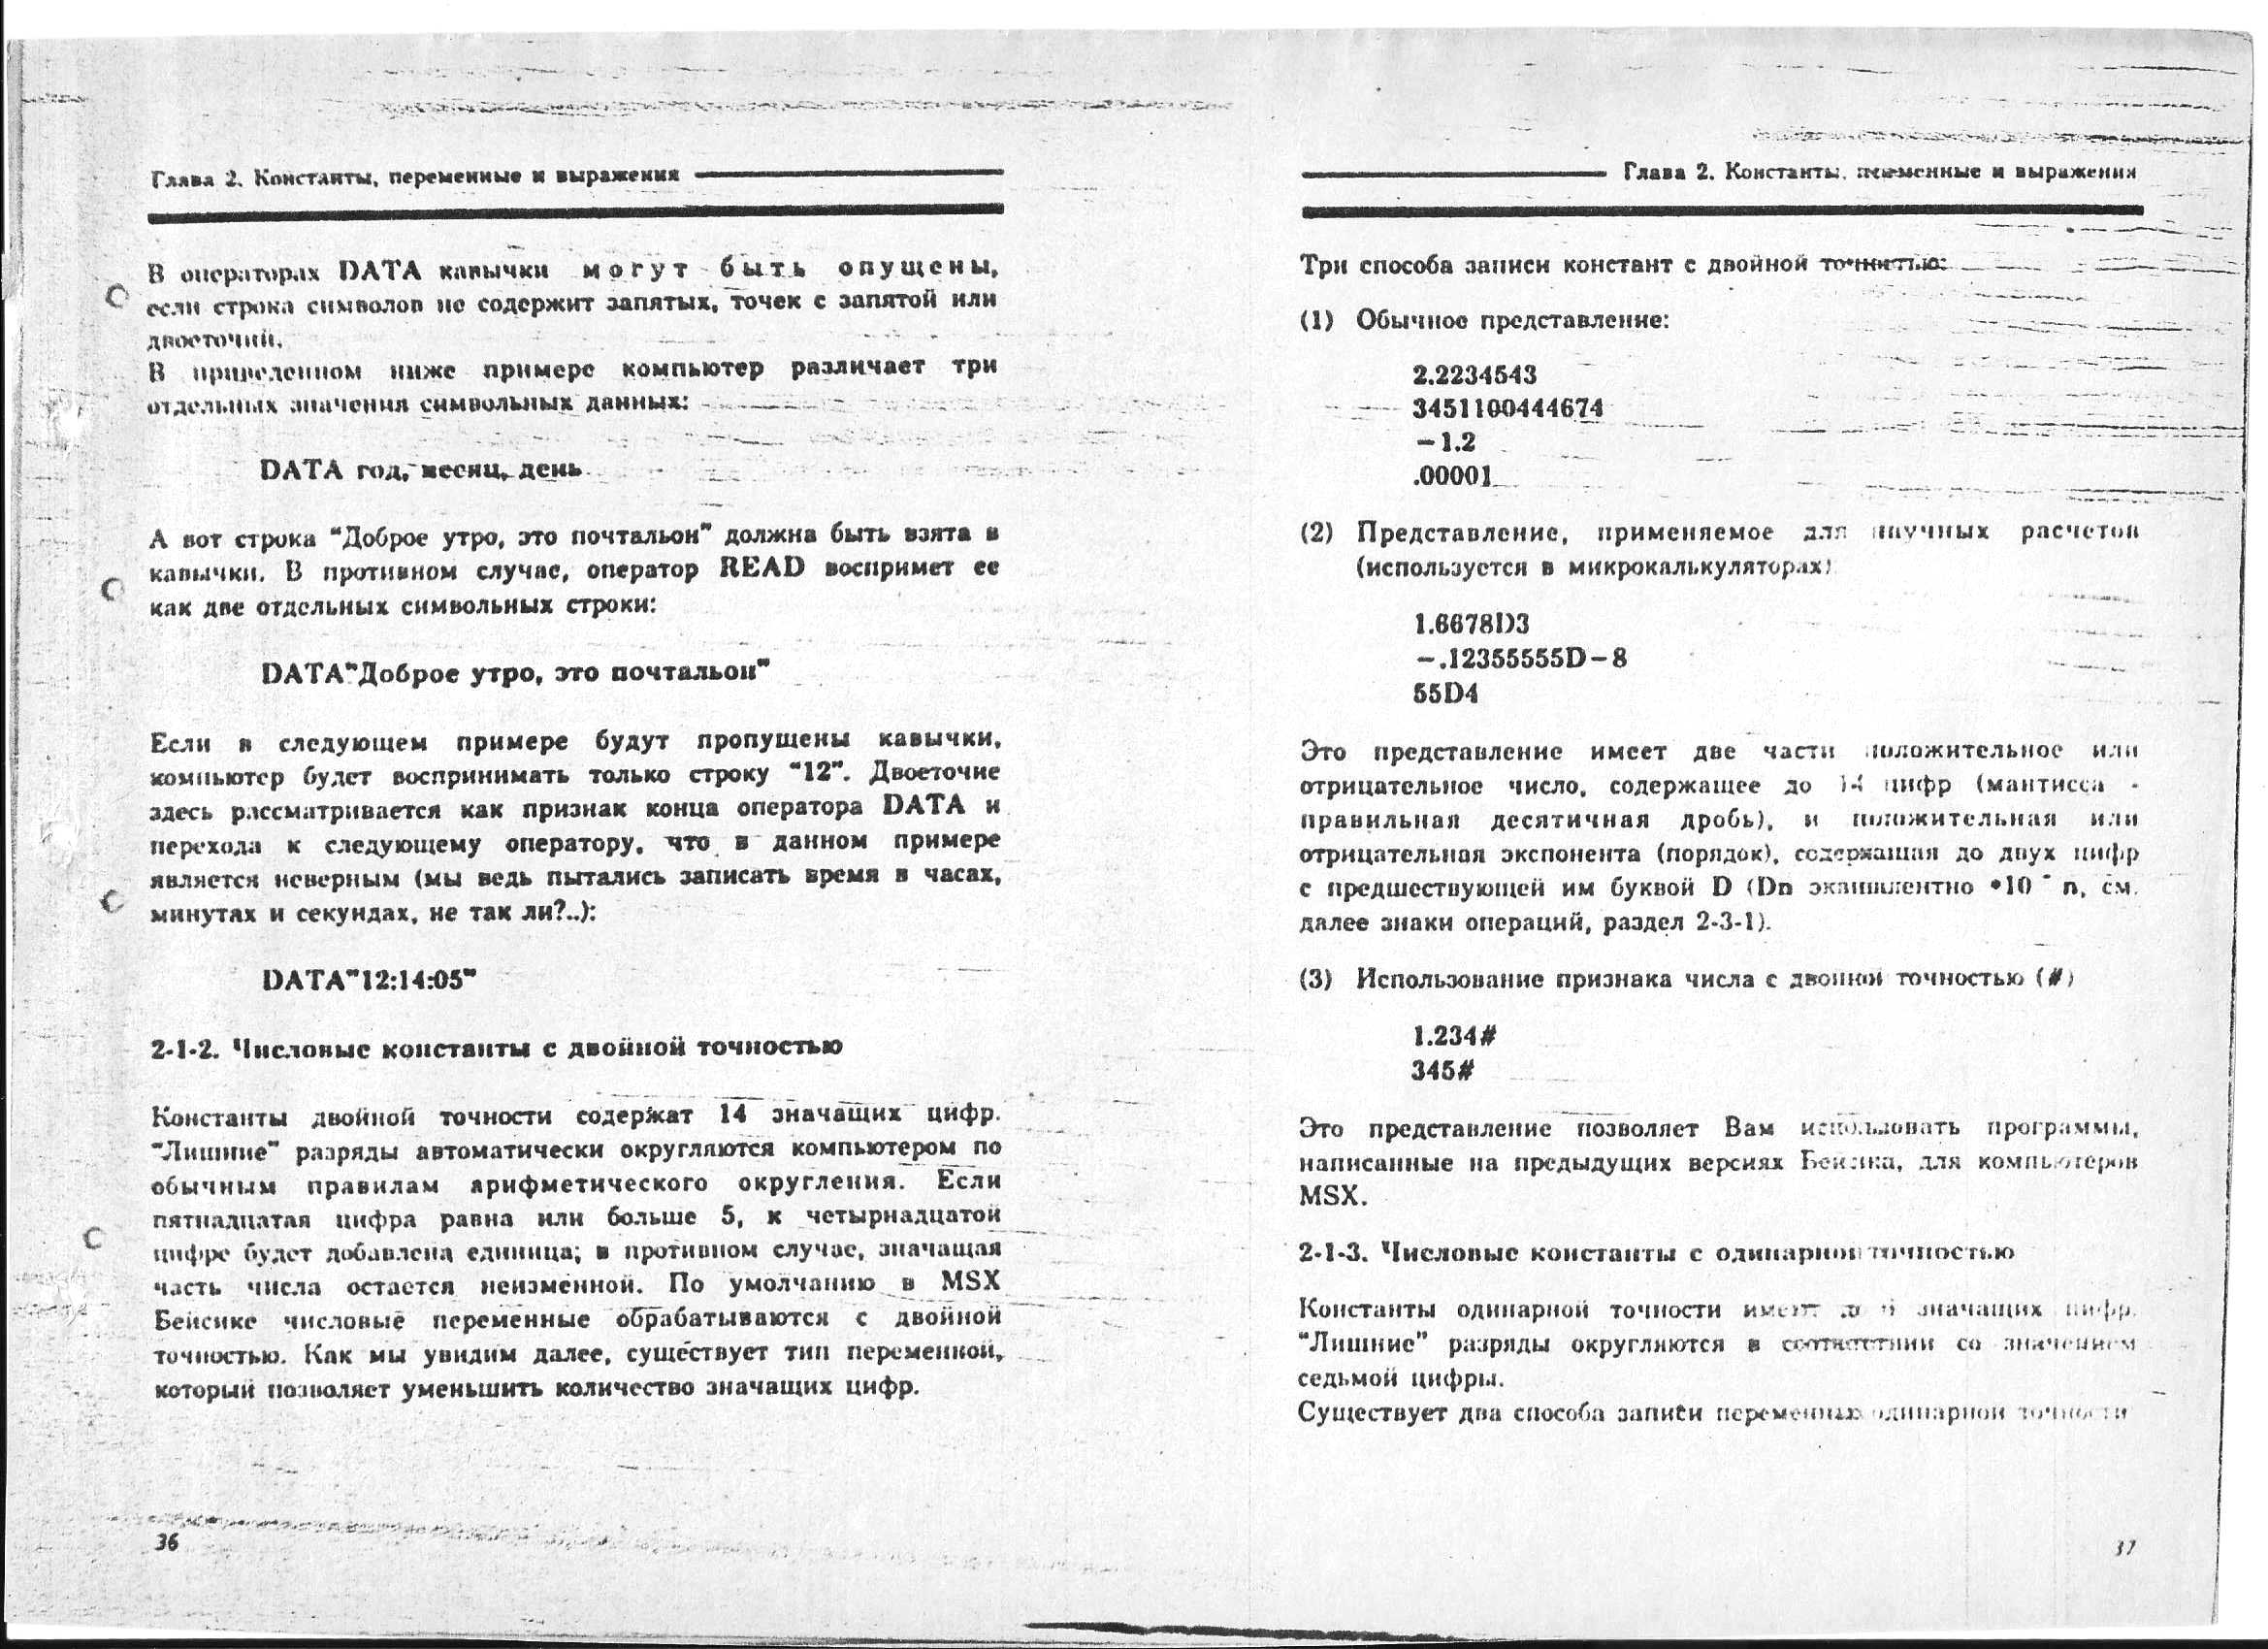 Глава 2. Константы, переменные и выражения
В операторах DATA кавычки могут быть опущены,
если строка символов не содержит запятых, точек с запятой или
двоеточий.
В приведенном ниже примере компьютер различает три
отдельных значения символьных данных:
DATA год, месяц, день
А вот строка "Доброе утро, это почтальон" должна быть взята в
кавычки. В противном случае, оператор READ воспримет ее
как две отдельных символьных строки:
DATA"Доброе утро, это почтальон"
Если в следующем примере будут пропущены кавычки,
компьютер будет воспринимать только строку "12". Двоеточие
здесь рассматривается как признак конца оператора DATA и
перехода к следующему оператору, что в данном примере
является неверным (мы ведь пытались записать время в часах,
минутах и секундах, не так ли?..):
DATA"12:14:05"
2-1-2. Числовые константы с двойной точностью
Константы двойной точности содержат 14 значащих цифр.
"Лишние" разряды автоматически округляются компьютером по
обычным правилам арифметического округления. Если
пятнадцатая цифра равна или больше 5, к четырнадцатой
цифре будет добавлена единица; в противном случае, значащая
часть числа остается неизменной. По умолчанию в MSX
Бейсике числовые переменные обрабатываются с двойной
точностью. Как мы увидим далее, существует тип переменной,
который позволяет уменьшить количество значащих цифр.
36
Глава 2. Константы, переменные и выражения
Три способа записи констант с двойной точностью:
(1) Обычное представление:
2.2234543
3451100444674
-1.2
.00001
(2) Представление, применяемое для научных расчетов
(используется в микрокалькуляторах)
1.6678D3
-.12355555D-8
55D4
Это представление имеет две части положительное или
отрицательное число, содержащее до 14 цифр (мантисса -
правильная десятичная дробь), и положительная или
отрицательная экспонента (порядок), содержащая до двух цифр
с предшествующей им буквой D (Dn эквивалентно *10 ^ n, см.
далее знаки операций, раздел 2-3-1).
(3) Использование признака числа с двойной точностью (#)
1.234#
345#
Это представление позволяет Вам использовать программы,
написанные на предыдущих версиях Бейсика, для компьютеров
MSX.
2-1-3. Числовые константы с одинарной точностью
Константы одинарной точности имеют до 6 значащих цифр.
"Лишние" разряды округляются в соответствии со значением
седьмой цифры.
Существует два способа записи переменных одинарной точности
37